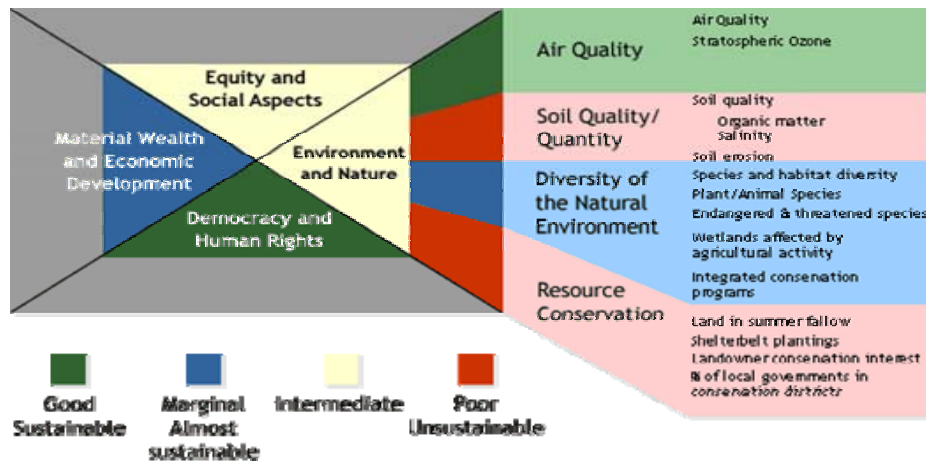 Equity and
Social Aspects
Material Wealth
and Economic
Development
Environment
and Nature
Democracy and
Human Rights
Air Quality
Air Quality
Stratospheric Ozone
Soil Quality/
Quantity
Soil quality
Organic matter
Salinity
Soil erosion
Diversity of
the Natural
Environment
Species and habitat diversity
Plant/Animal Species
Endangered & threatened species
Wetlands affected by
agricultural activity
Integrated conservation
programs
Resource
Conservation
Land in summer fallow
Shelterbelt plantings
Landowner conservation interest
% of local governments in
conservation districts
Good
Sustainable
Marginal
Almost
sustainable
Intermediate
Poor
Unsustainable